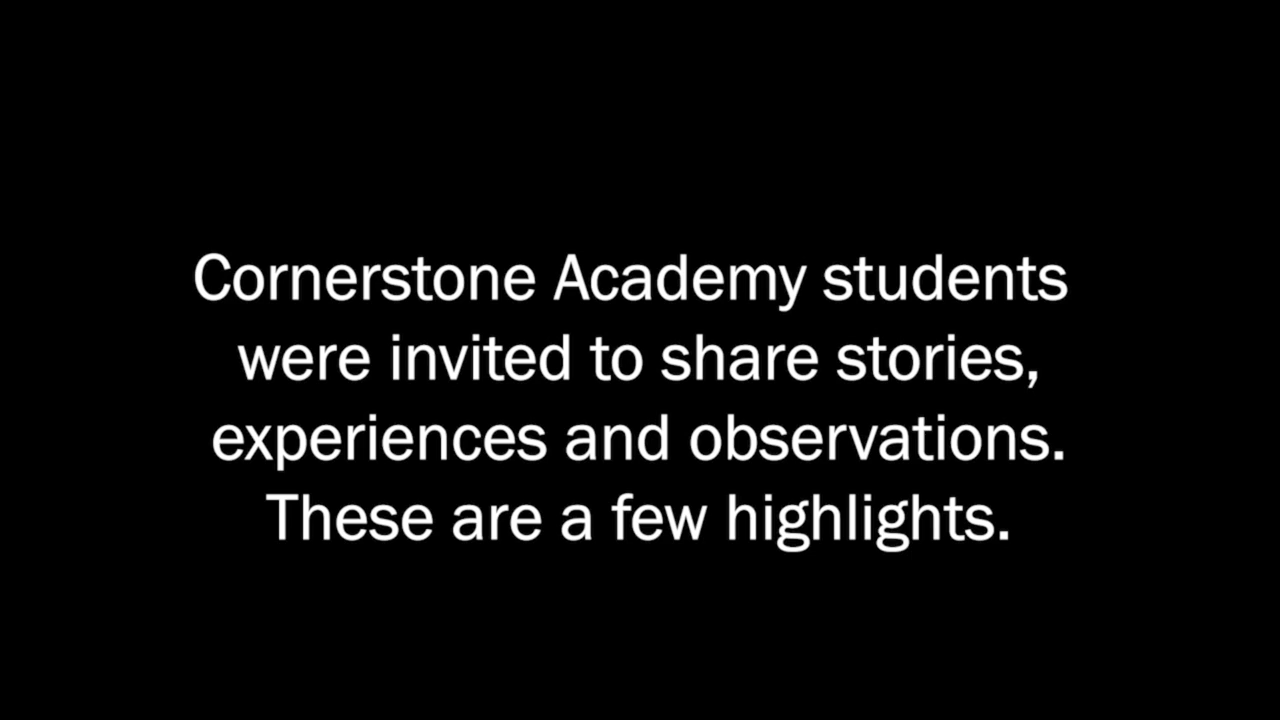 Cornerstone Academy students
were invited to share stories,
experiences and observations.
These are a few highlights.